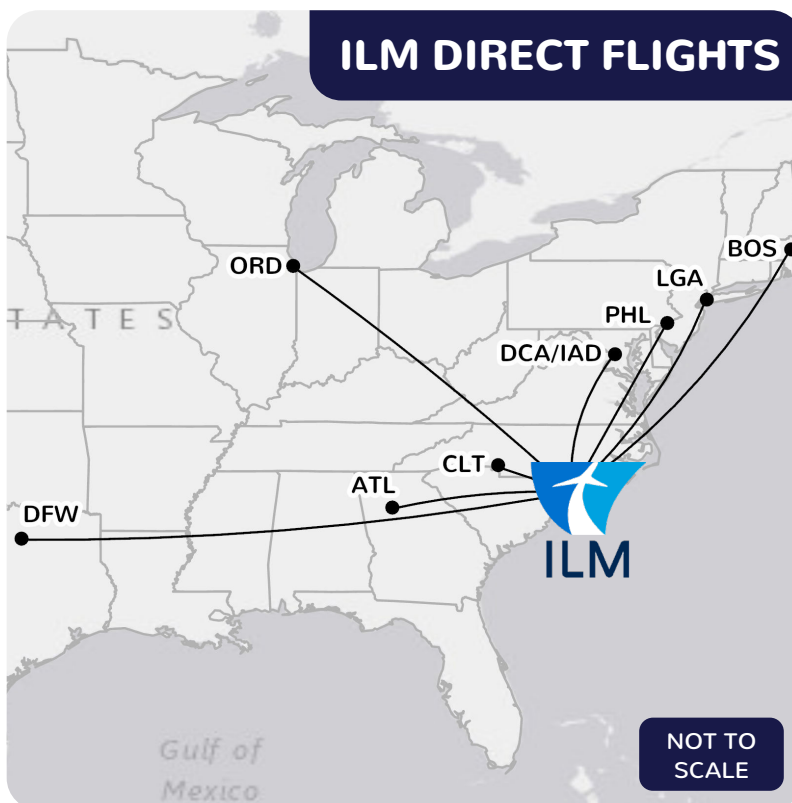 ILM DIRECT FLIGHTS
BOS
ORD
LGA
TATES
PHL
DCA/IAD
CLT
ATL
DFW
ILM
NOT TO
SCALE
Gulf of
Mexico